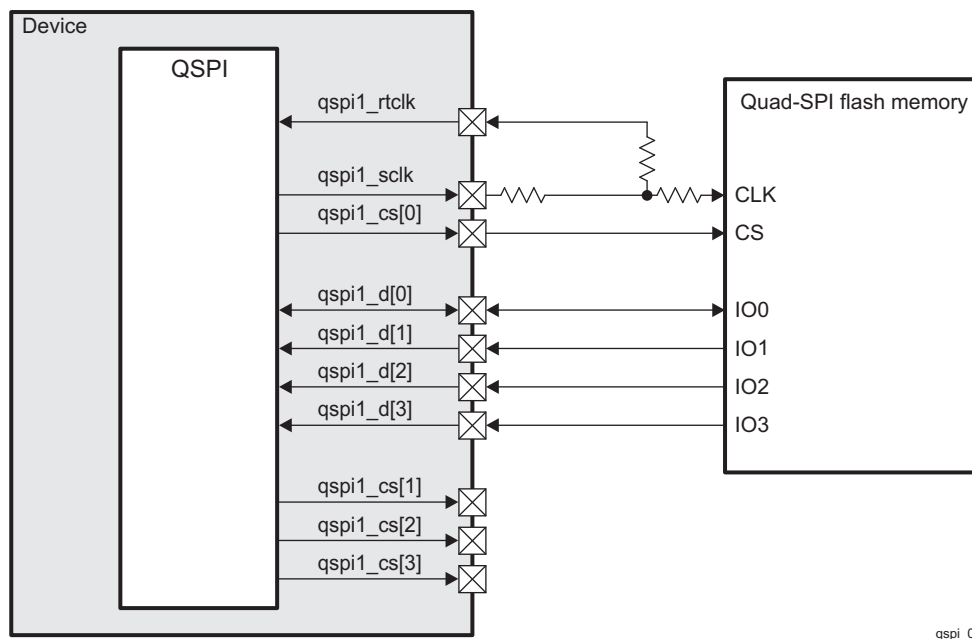 Device
QSPI
qspi1_rtclk
qspi1_sclk
qspi1_cs[0]
qspi1_d[0]
qspi1_d[1]
qspi1_d[2]
qspi1_d[3]
qspi1_cs[1]
qspi1_cs[2]
qspi1_cs[3]
Quad-SPI flash memory
CLK
CS
IO0
IO1
IO2
IO3